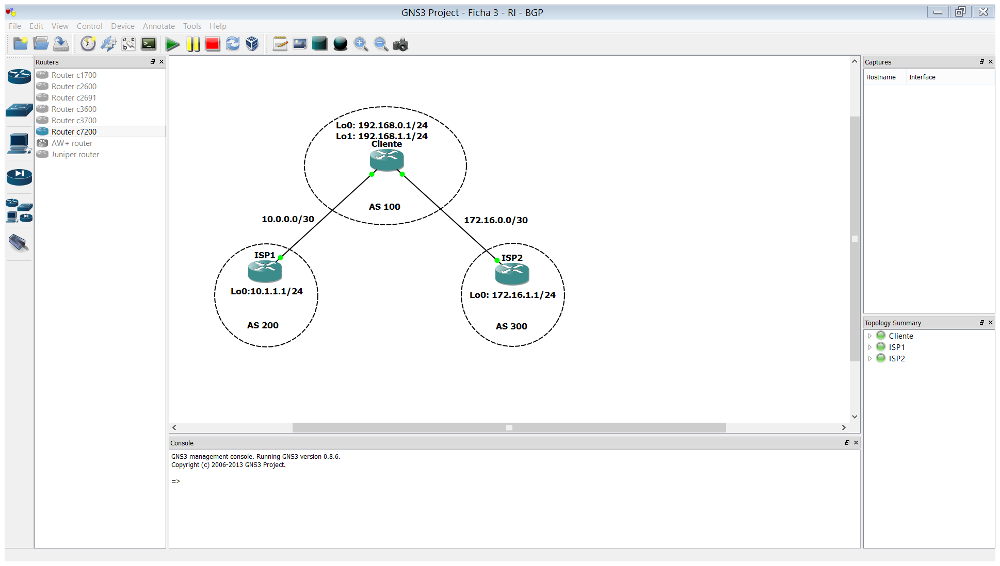 GNS3 Project - Ficha 3 - RI - BGP
File Edit View Control Device Annotate Tools Help
Routers
Router c1700
Router c2600
Router c2691
Router c3600
Router c3700
Router c7200
AW+ router
Juniper router
Lo0: 192.168.0.1/24
Lo1: 192.168.1.1/24
Cliente
AS 100
10.0.0.0/30
172.16.0.0/30
ISP1
Lo0:10.1.1.1/24
AS 200
ISP2
Lo0: 172.16.1.1/24
AS 300
Captures
Hostname Interface
Topology Summary
Cliente
ISP1
ISP2
Console
GNS3 management console. Running GNS3 version 0.8.6.
Copyright (c) 2006-2013 GNS3 Project.
=>